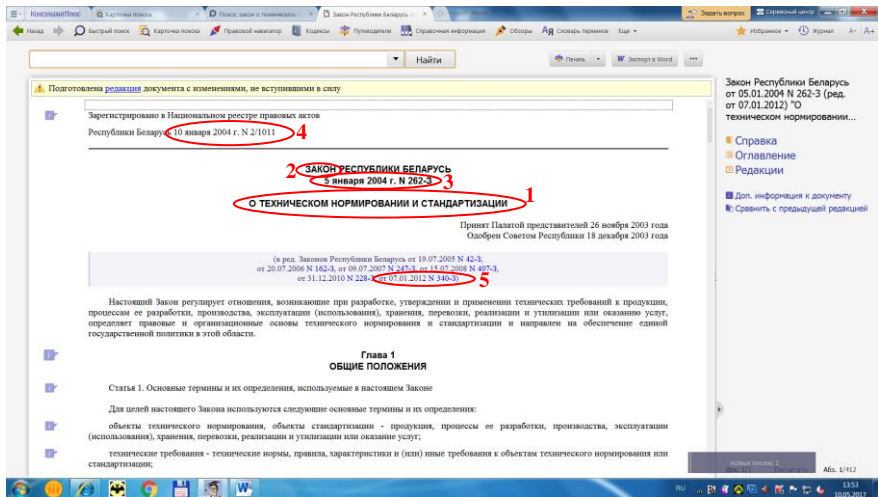 КонсультантПлюс
Карточка поиска
Поиск: закон о техническом
Закон Республики Беларусь,
Задать вопрос
Сервисный центр
Назад
Быстрый поиск
Карточка поиска
Правовой навигатор
Кодексы
Путеводители
Справочная информация
Обзоры
Словарь терминов
Еще
Избранное
Журнал
A-
A+
Найти
Печать
Экспорт в Word
Подготовлена редакция документа с изменениями, не вступившими в силу
Зарегистрировано в Национальном реестре правовых актов
Республики Беларусь 10 января 2004 г. N 2/1011 4
2 ЗАКОН РЕСПУБЛИКИ БЕЛАРУСЬ
5 января 2004 г. N 262-З 3
О ТЕХНИЧЕСКОМ НОРМИРОВАНИИ И СТАНДАРТИЗАЦИИ 1
Принят Палатой представителей 26 ноября 2003 года
Одобрен Советом Республики 18 декабря 2003 года
(в ред. Законов Республики Беларусь от 19.07.2005 N 42-З,
от 20.07.2006 N 162-З, от 09.07.2007 N 247-З, от 15.07.2008 N 407-З,
от 31.12.2010 N 228-З, от 07.01.2012 N 340-З) 5
Настоящий Закон регулирует отношения, возникающие при разработке, утверждении и применении технических требований к продукции,
процессам ее разработки, производства, эксплуатации (использования), хранения, перевозки, реализации и утилизации или оказанию услуг,
определяет правовые и организационные основы технического нормирования и стандартизации и направлен на обеспечение единой
государственной политики в этой области.
Глава 1
ОБЩИЕ ПОЛОЖЕНИЯ
Статья 1. Основные термины и их определения, используемые в настоящем Законе
Для целей настоящего Закона используются следующие основные термины и их определения:
объекты технического нормирования, объекты стандартизации - продукция, процессы ее разработки, производства, эксплуатации
(использования), хранения, перевозки, реализации и утилизации или оказание услуг;
технические требования - технические нормы, правила, характеристики и (или) иные требования к объектам технического нормирования и
стандартизации;
Закон Республики Беларусь
от 05.01.2004 N 262-З (ред.
от 07.01.2012) "О
техническом нормировании...
Справка
Оглавление
Редакции
Доп. информация к документу
Сравнить с предыдущей редакцией
новых писем: 1
Абз. 1/412
RU
13:53
10.05.2017